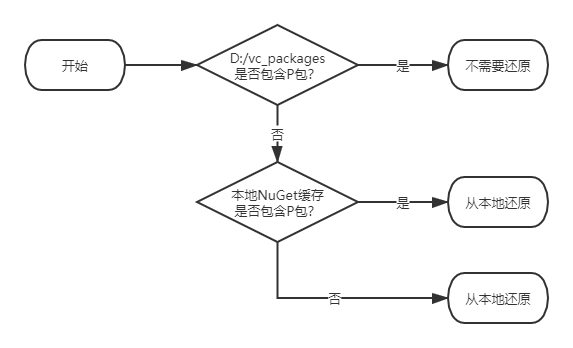 开始
D:/vc_packages
是否包含P包?
是
不需要还原
否
本地NuGet缓存
是否包含P包?
是
从本地还原
否
从本地还原